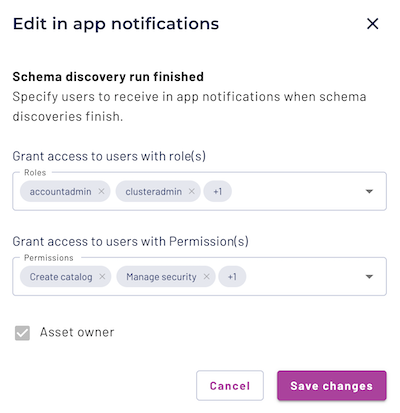 Edit in app notifications
Schema discovery run finished
Specify users to receive in app notifications when schema
discoveries finish.
Grant access to users with role(s)
Roles
accountadmin clusteradmin +1
Grant access to users with Permission(s)
Permissions
Create catalog Manage security +1
Asset owner
Cancel Save changes